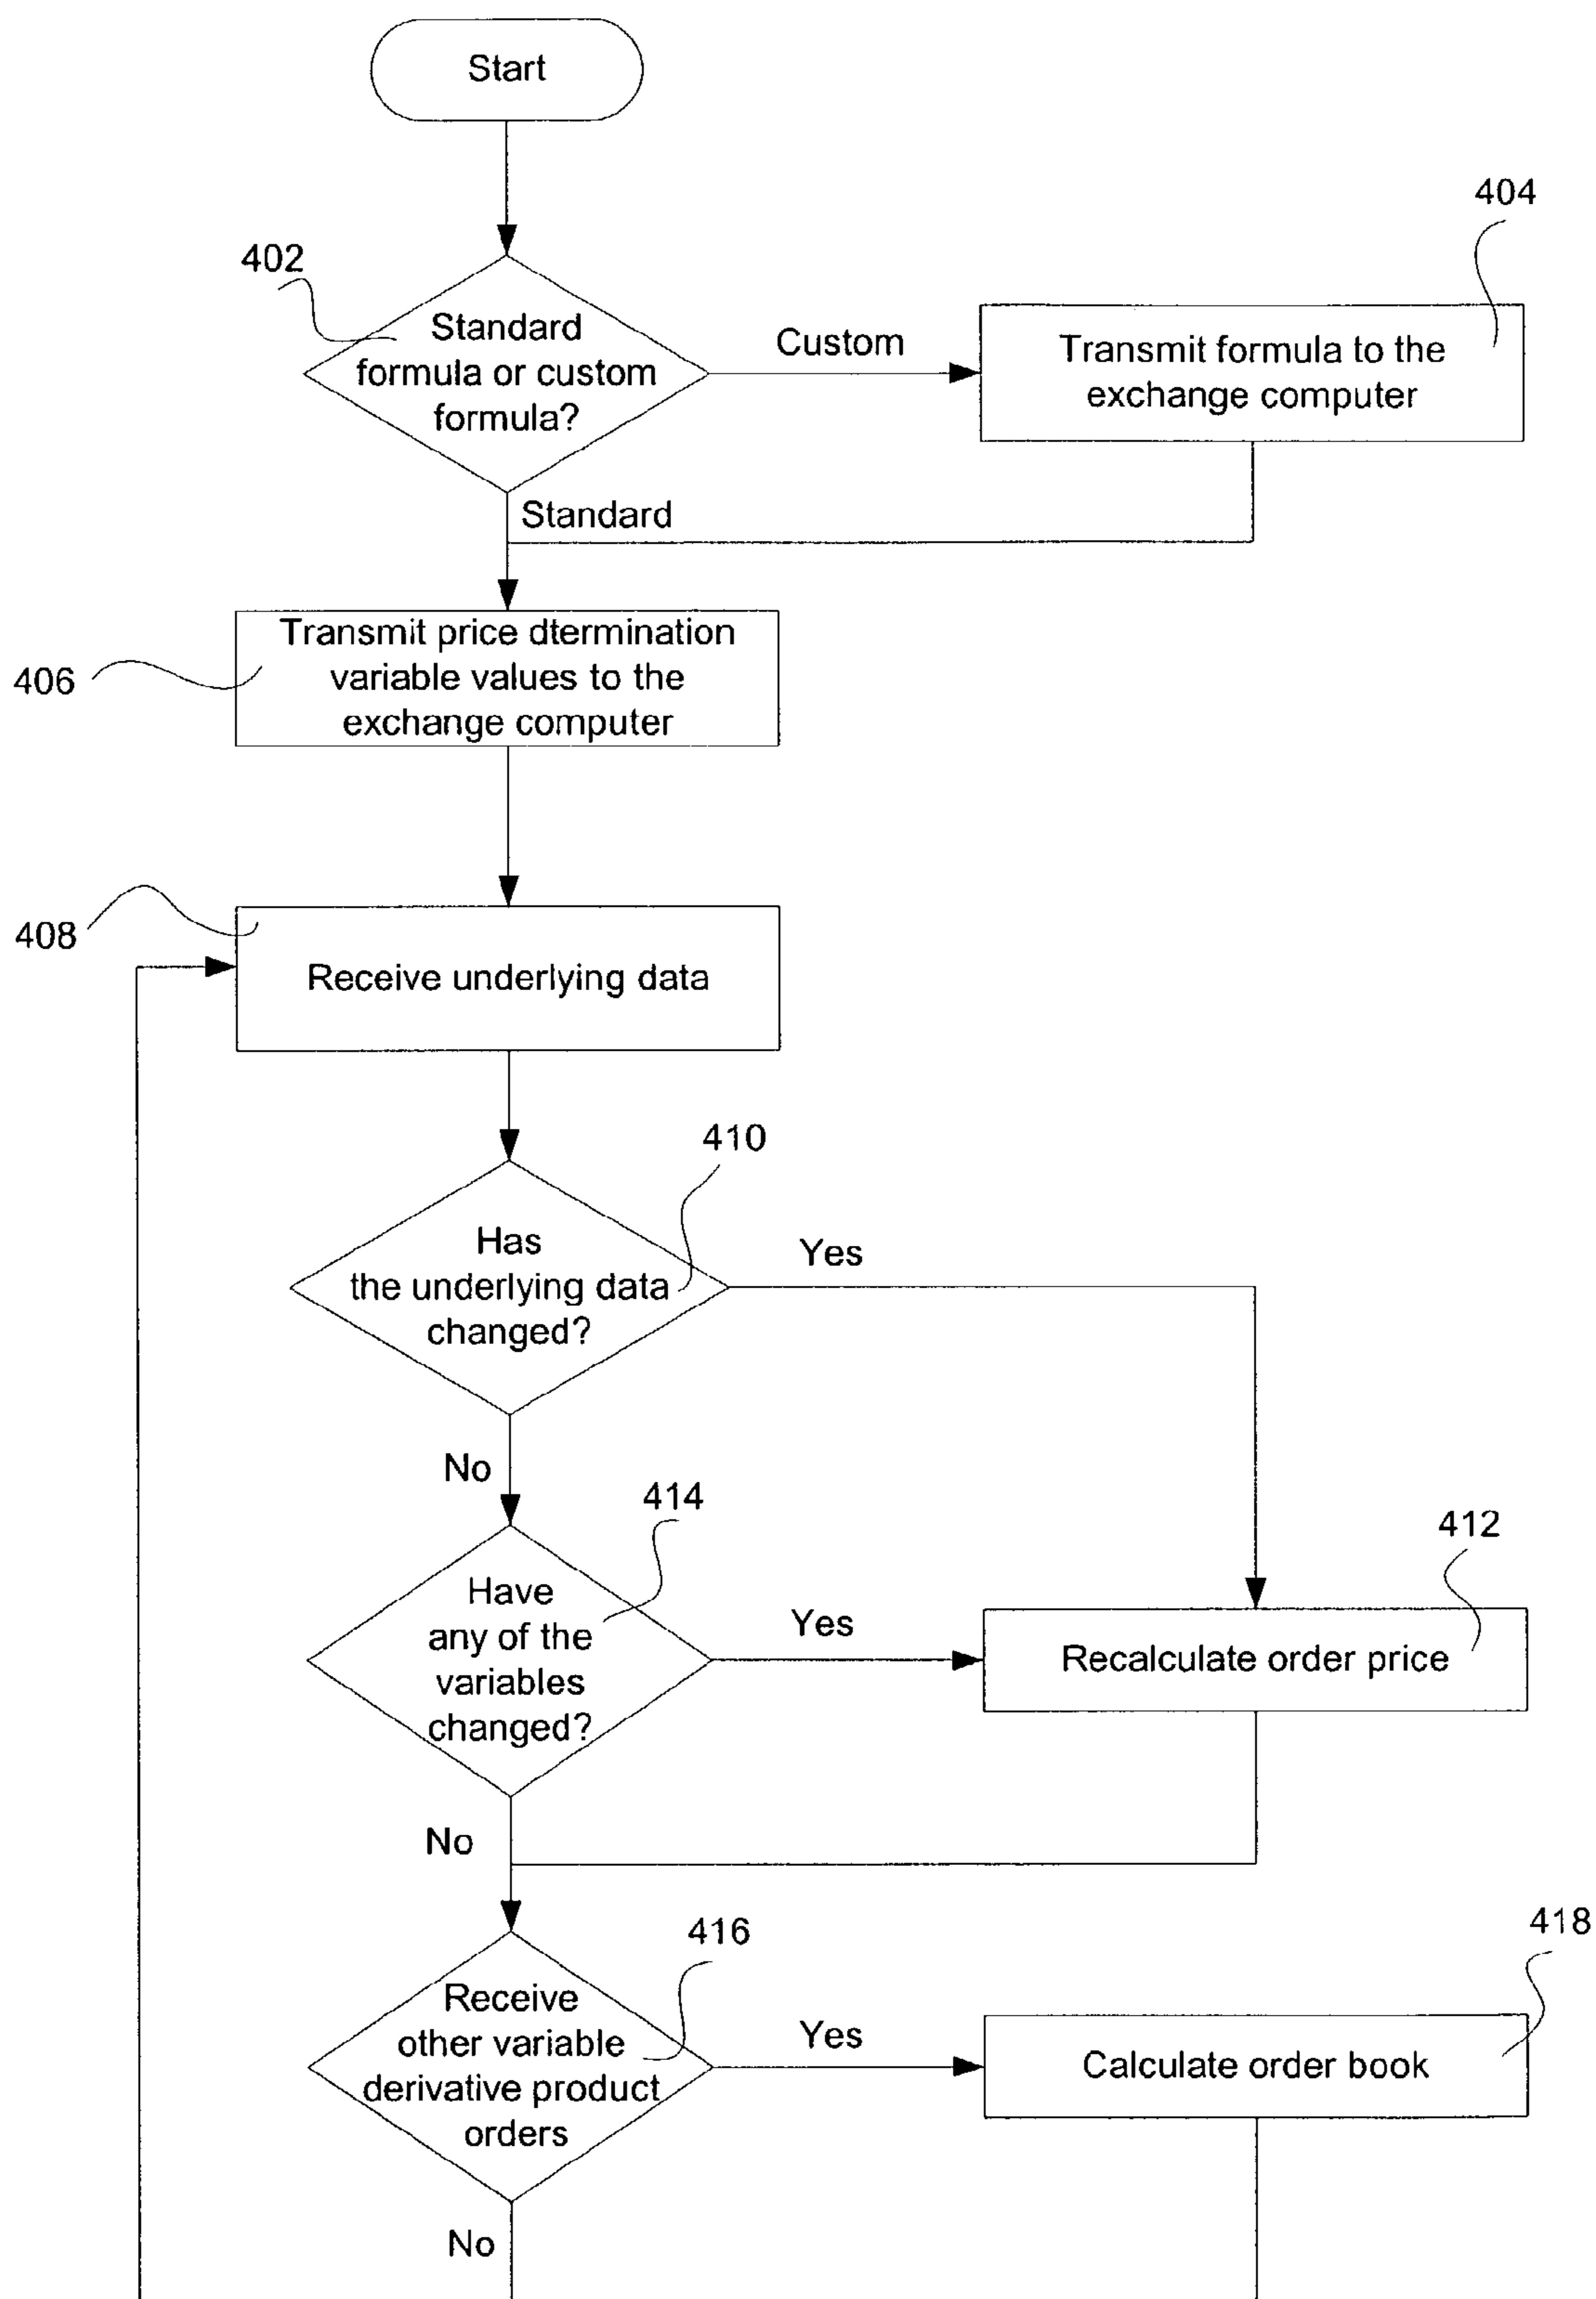 Start
404
402
Standard
formula or custom
formula?
Custom
Transmit formula to the
exchange computer
Standard
Transmit price dtermination
variable values to the
exchange computer
406
408
Receive underlying data
410
Has
the underlying data
changed?
Yes
No
414
412
Have
any of the
variables
changed?
Yes
Recalculate order price
No
416
418
Receive
other variable
derivative product
orders
Yes
Calculate order book
No